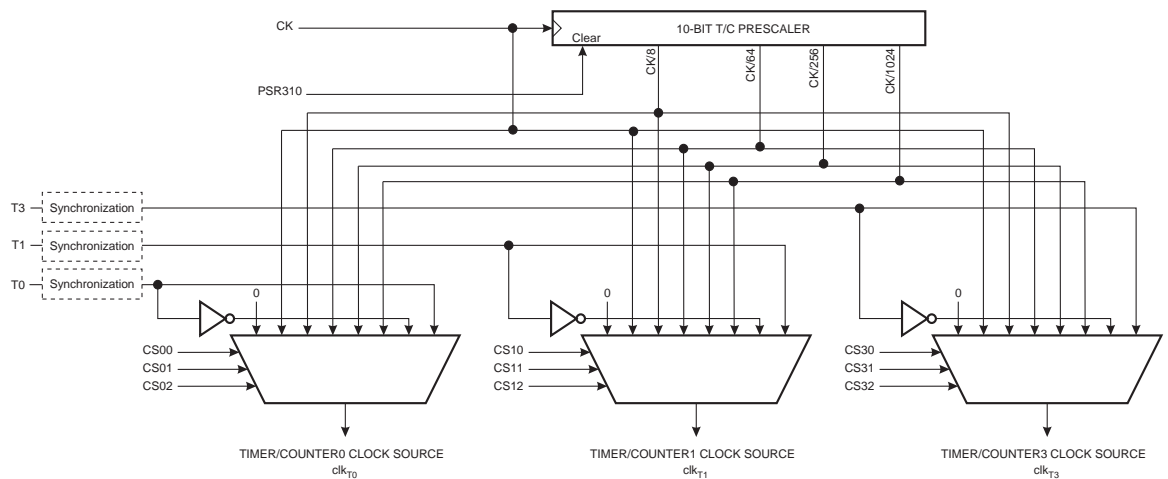 CK
10-BIT T/C PRESCALER
Clear
CK/8
CK/64
CK/256
CK/1024
PSR310
T3
Synchronization
T1
Synchronization
T0
Synchronization
0
0
0
CS00
CS01
CS02
CS10
CS11
CS12
CS30
CS31
CS32
TIMER/COUNTER0 CLOCK SOURCE
clkT0
TIMER/COUNTER1 CLOCK SOURCE
clkT1
TIMER/COUNTER3 CLOCK SOURCE
clkT3